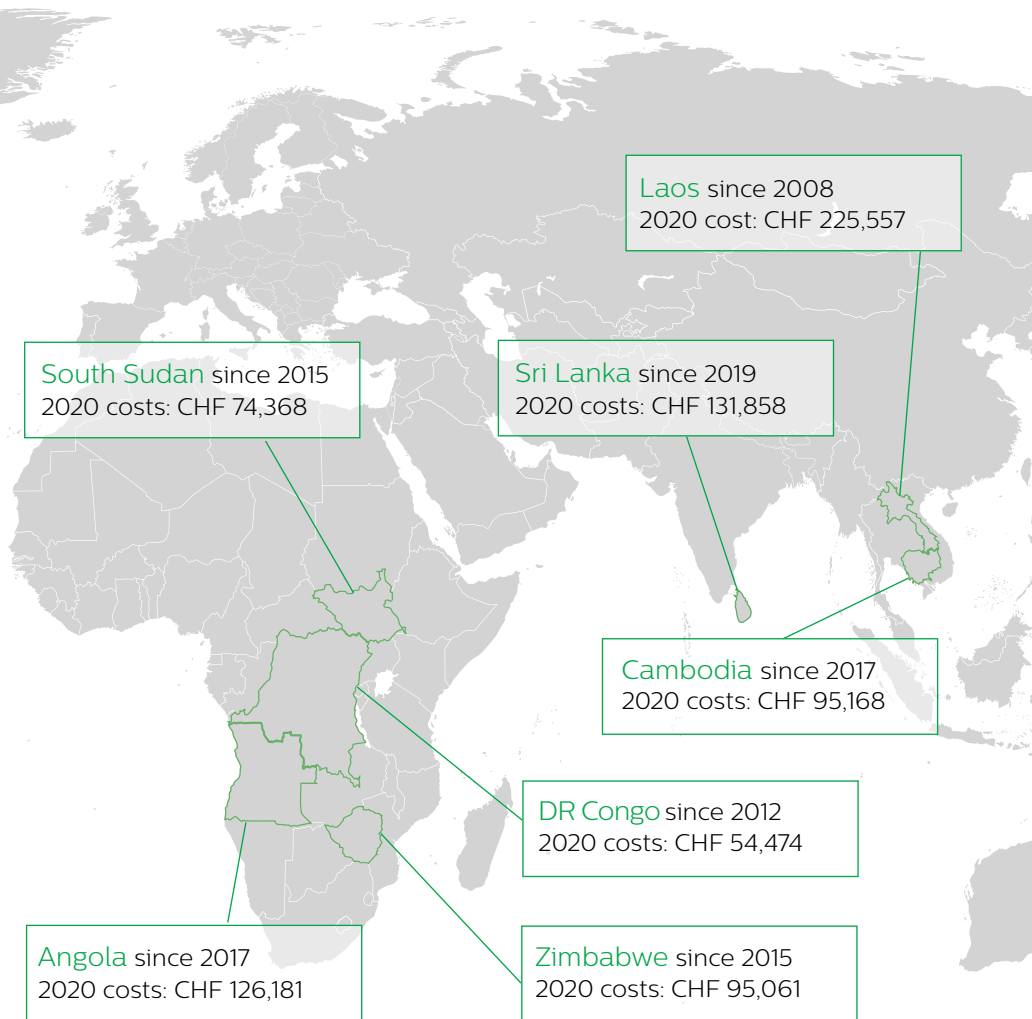 Laos since 2008
2020 cost: CHF 225,557
South Sudan since 2015
2020 costs: CHF 74,368
Sri Lanka since 2019
2020 costs: CHF 131,858
Cambodia since 2017
2020 costs: CHF 95,168
DR Congo since 2012
2020 costs: CHF 54,474
Angola since 2017
2020 costs: CHF 126,181
Zimbabwe since 2015
2020 costs: CHF 95,061